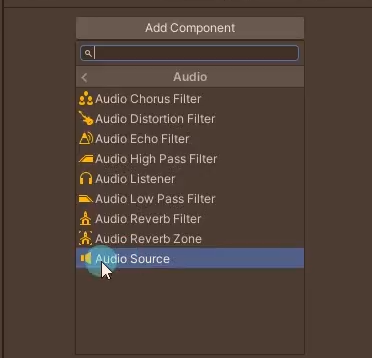 Add Component
Audio
Audio Chorus Filter
Audio Distortion Filter
Audio Echo Filter
Audio High Pass Filter
Audio Listener
Audio Low Pass Filter
Audio Reverb Filter
Audio Reverb Zone
Audio Source